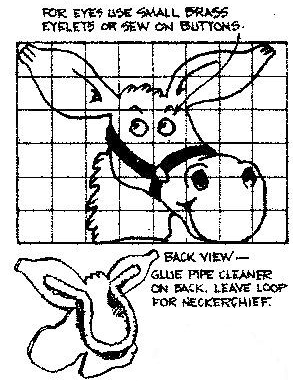 FOR EYES USE SMALL BRASS
EYELETS OR SEW ON BUTTONS.
BACK VIEW—
GLUE PIPE CLEANER
ON BACK. LEAVE LOOP
FOR NECKERCHIEF.